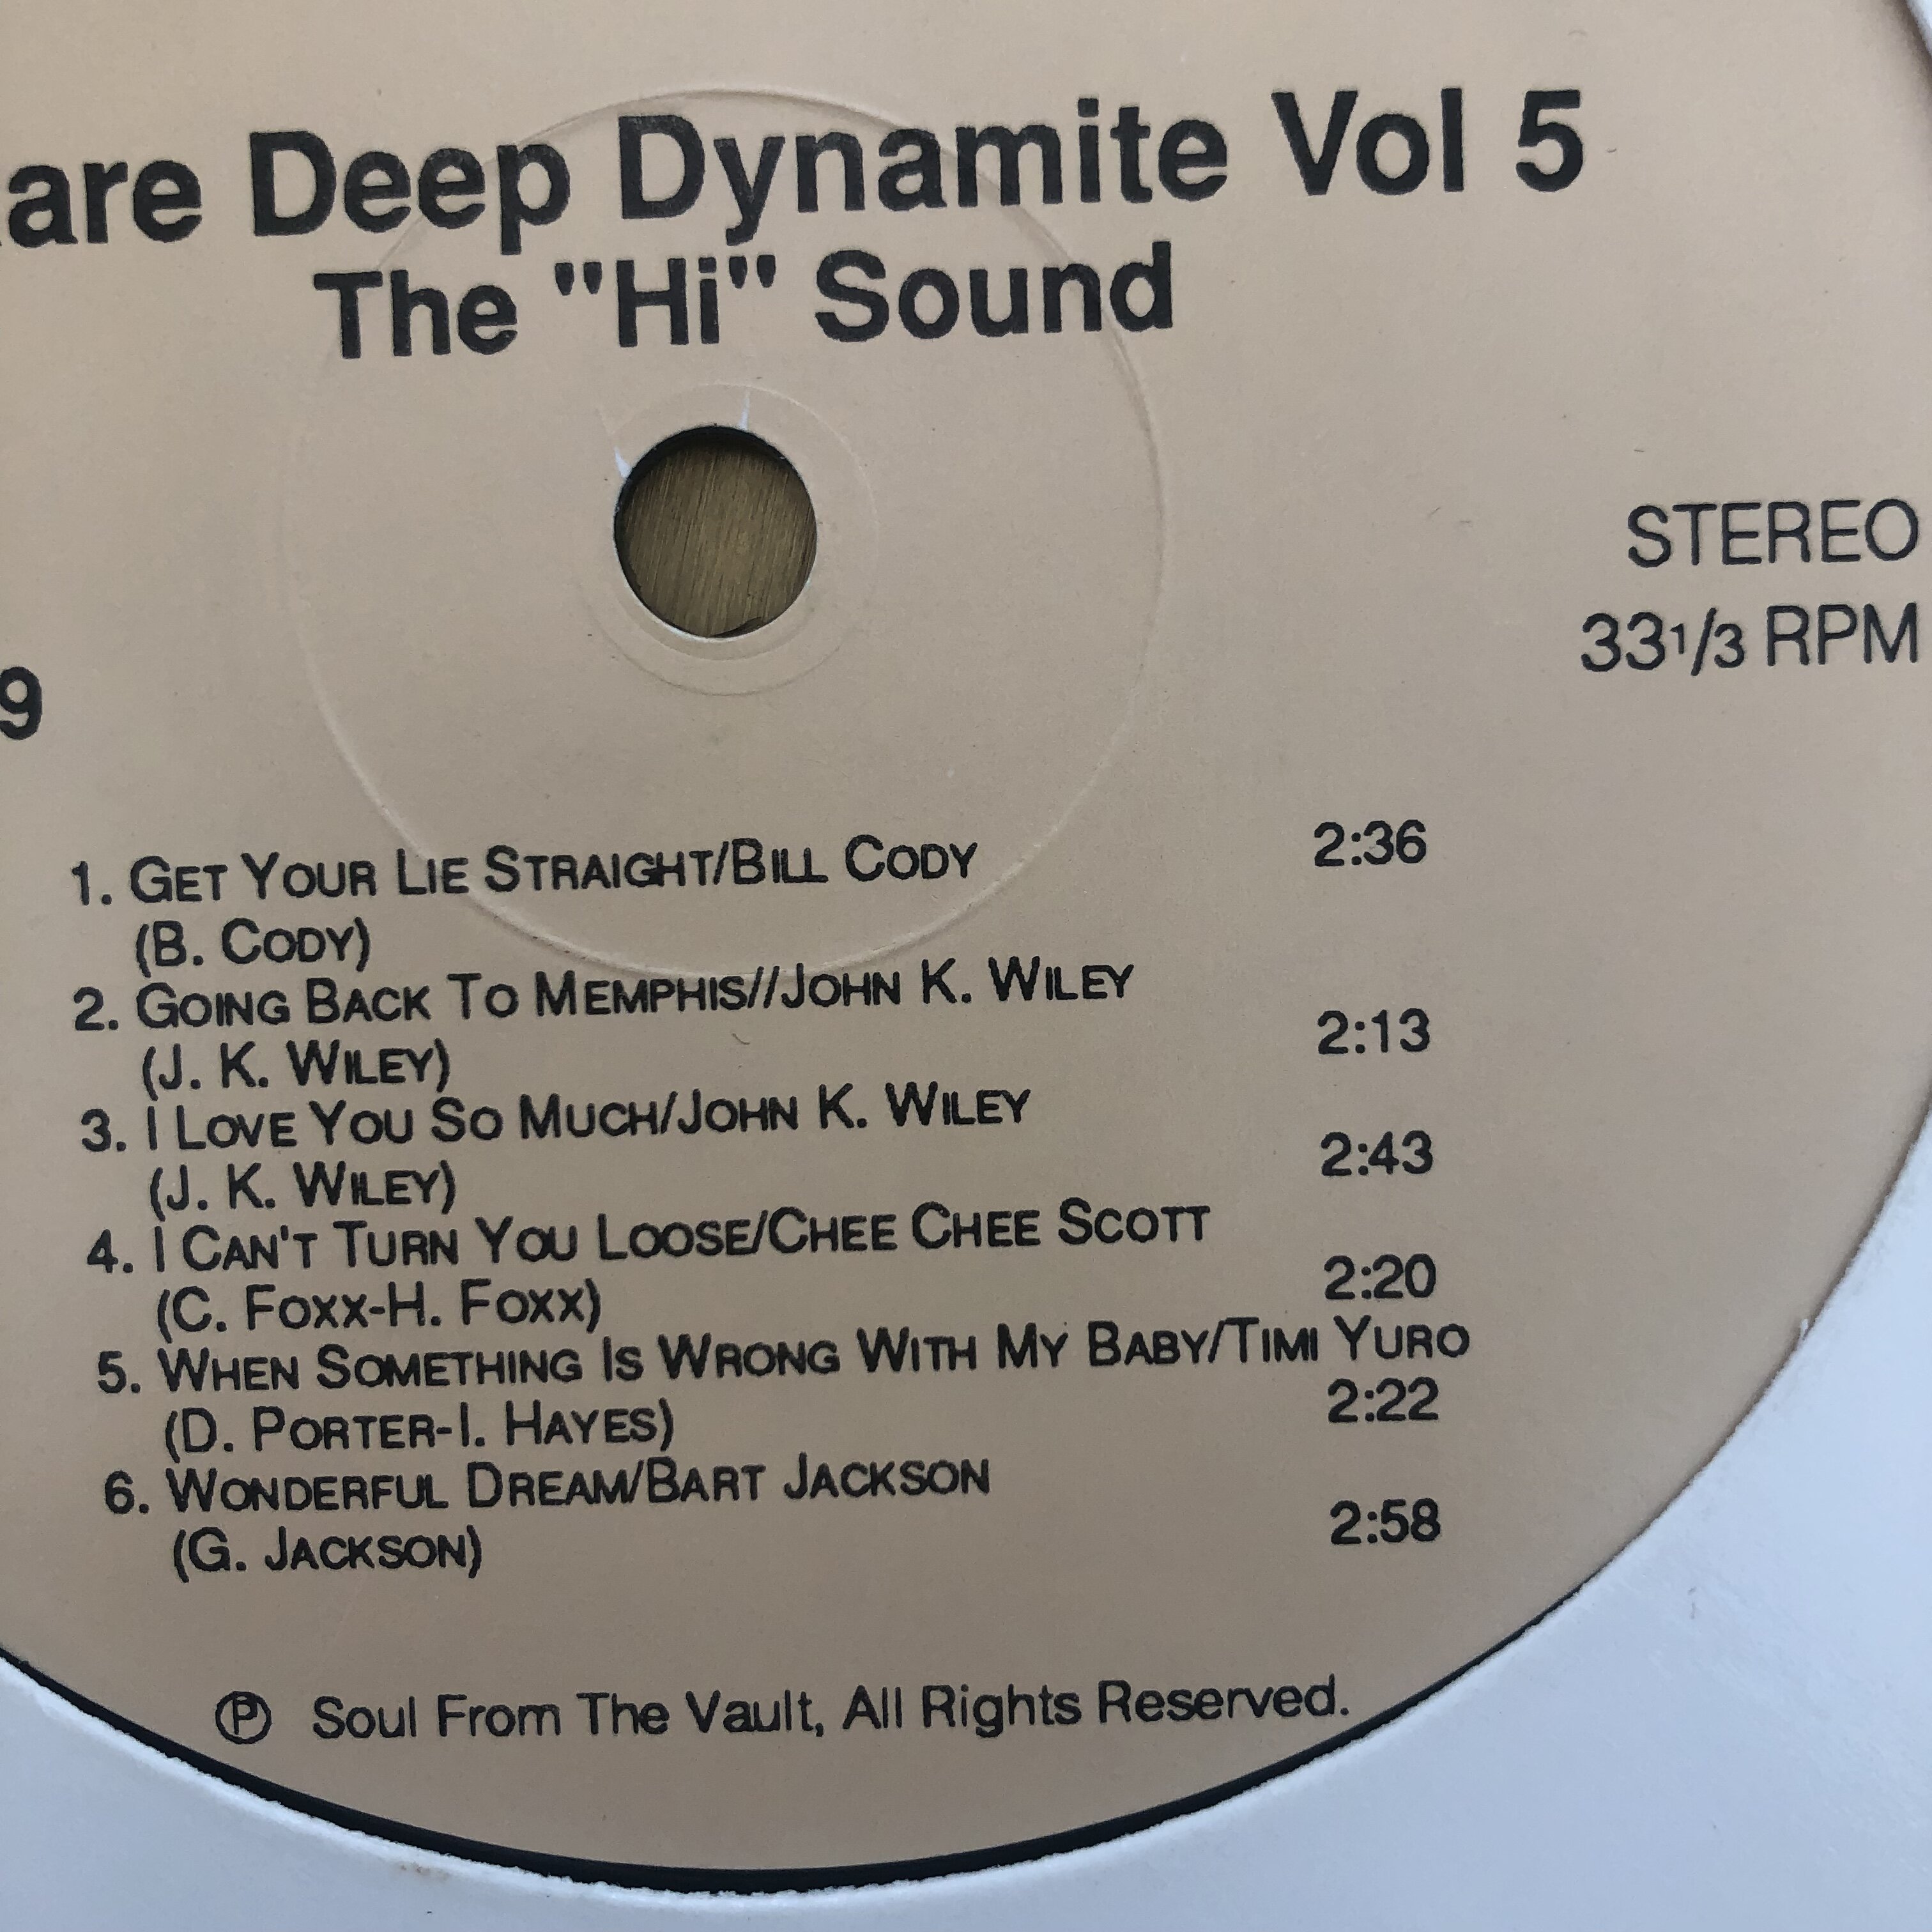 are Deep Dynamite Vol 5
The "Hi" Sound
STEREO
33 1/3 RPM
9
1. GET YOUR LIE STRAIGHT/BILL CODY 2:36
(B. CODY)
2. GOING BACK TO MEMPHIS//JOHN K. WILEY 2:13
(J. K. WILEY)
3. I LOVE YOU SO MUCH/JOHN K. WILEY 2:43
(J. K. WILEY)
4. I CAN'T TURN YOU LOOSE/CHEE CHEE SCOTT 2:20
(C. FOXX-H. FOXX)
5. WHEN SOMETHING IS WRONG WITH MY BABY/TIMI YURO
(D. PORTER-I. HAYES) 2:22
6. WONDERFUL DREAM/BART JACKSON
(G. JACKSON) 2:58
℗ Soul From The Vault, All Rights Reserved.